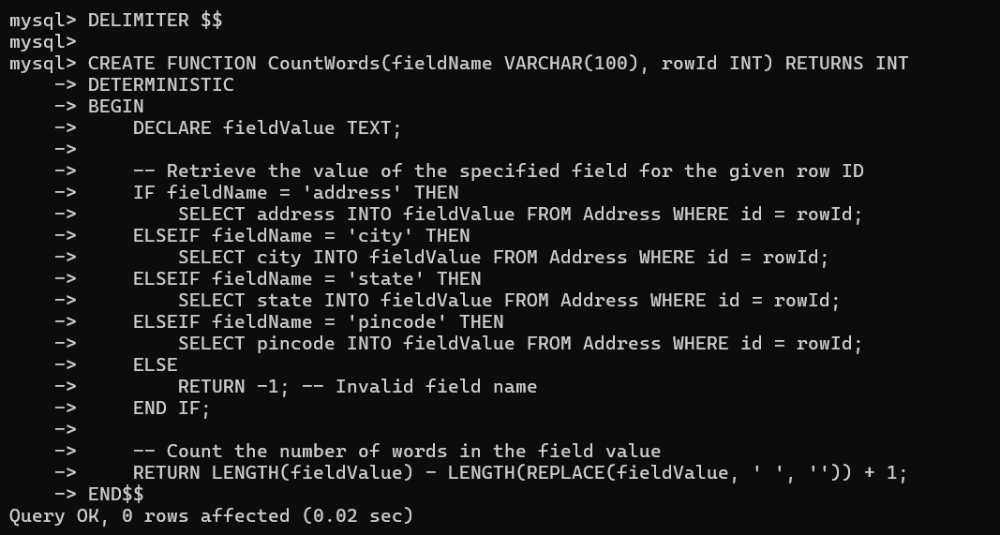 mysql> DELIMITER $$
mysql>
mysql> CREATE FUNCTION CountWords(fieldName VARCHAR(100), rowId INT) RETURNS INT
    -> DETERMINISTIC
    -> BEGIN
    ->     DECLARE fieldValue TEXT;
    ->
    ->     -- Retrieve the value of the specified field for the given row ID
    ->     IF fieldName = 'address' THEN
    ->         SELECT address INTO fieldValue FROM Address WHERE id = rowId;
    ->     ELSEIF fieldName = 'city' THEN
    ->         SELECT city INTO fieldValue FROM Address WHERE id = rowId;
    ->     ELSEIF fieldName = 'state' THEN
    ->         SELECT state INTO fieldValue FROM Address WHERE id = rowId;
    ->     ELSEIF fieldName = 'pincode' THEN
    ->         SELECT pincode INTO fieldValue FROM Address WHERE id = rowId;
    ->     ELSE
    ->         RETURN -1; -- Invalid field name
    ->     END IF;
    ->
    ->     -- Count the number of words in the field value
    ->     RETURN LENGTH(fieldValue) - LENGTH(REPLACE(fieldValue, ' ', '')) + 1;
    -> END$$
Query OK, 0 rows affected (0.02 sec)